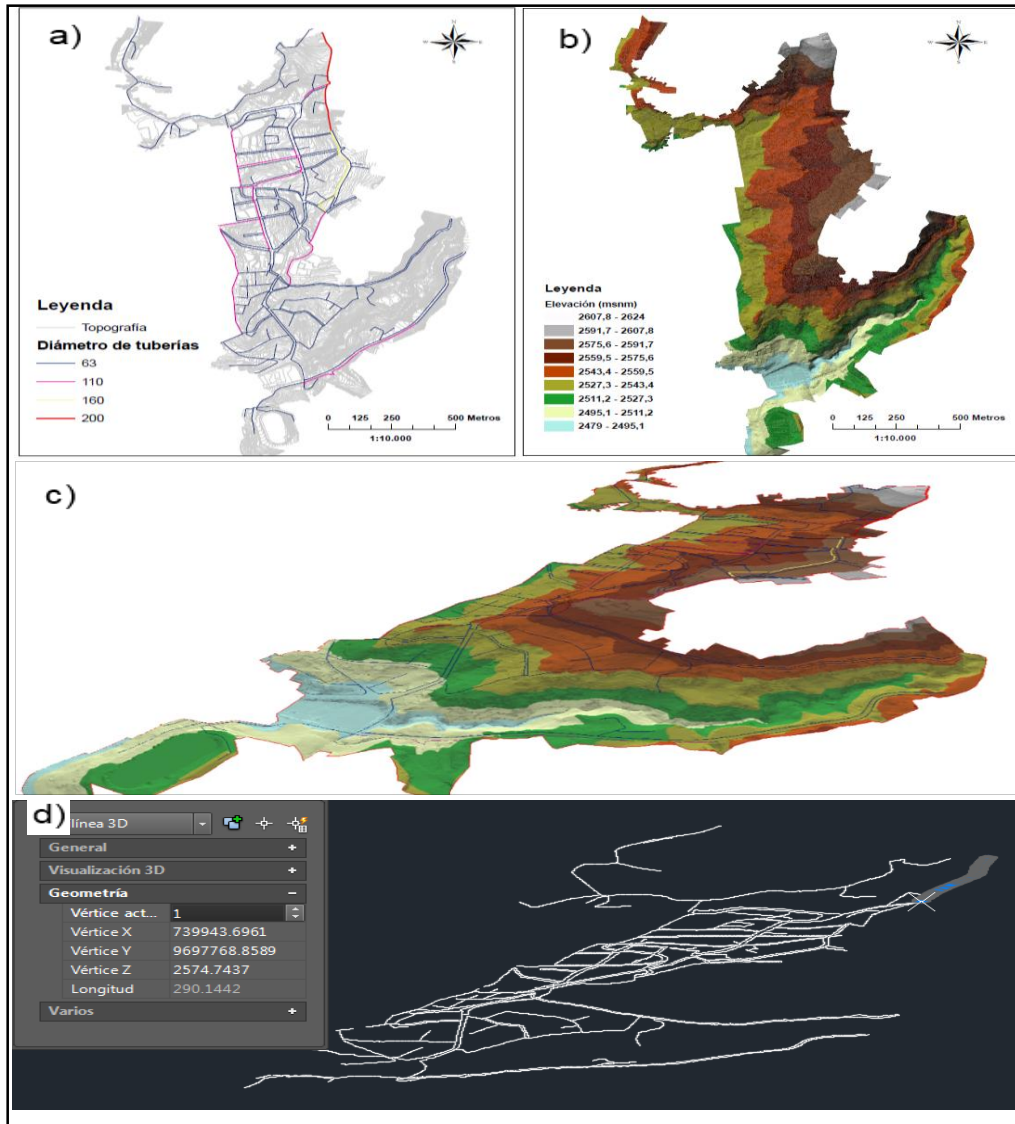 a)
N
W
E
S
Leyenda
Topografía
Diámetro de tuberías
63
110
160
200
0 125 250 500 Metros
1:10.000
b)
N
W
E
S
Leyenda
Elevación (msnm)
2607,8 - 2624
2591,7 - 2607,8
2575,6 - 2591,7
2559,5 - 2575,6
2543,4 - 2559,5
2527,3 - 2543,4
2511,2 - 2527,3
2495,1 - 2511,2
2479 - 2495,1
0 125 250 500 Metros
1:10.000
c)
d)
línea 3D
General +
Visualización 3D +
Geometría −
Vértice act... 1
Vértice X 739943.6961
Vértice Y 9697768.8589
Vértice Z 2574.7437
Longitud 290.1442
Varios +